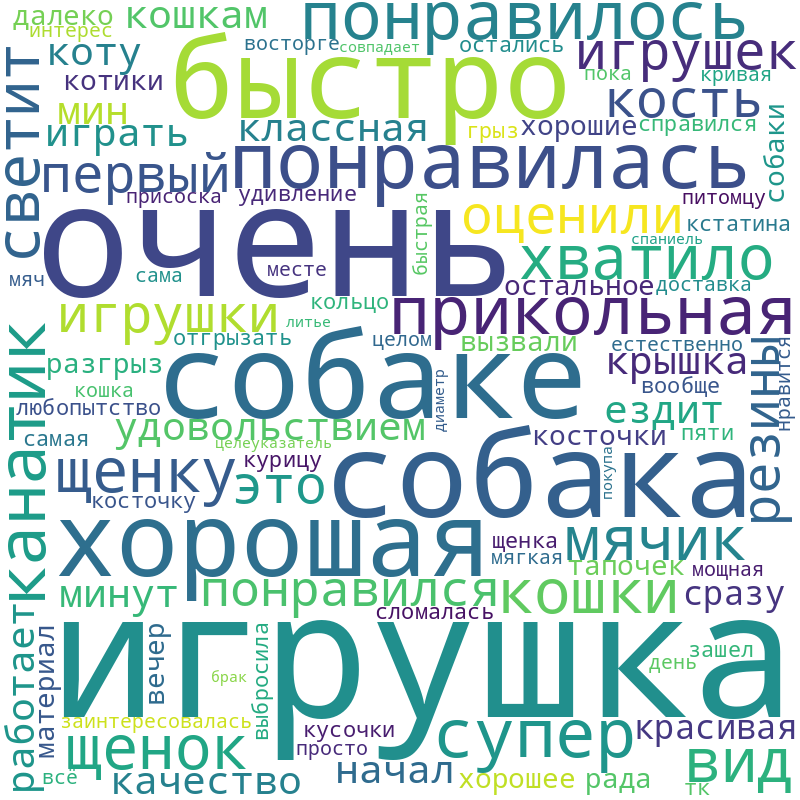 далеко
кошкам
понравилось
интерес
коту
быстро
восторге
совпадает
остались
игрушек
котики
пока
кривая
светит
мин
кость
играть
классная
грыз
хорошие
справился
собаки
первый
понравилась
присоска
удивление
питомцу
очень
быстрая
оценили
кстатина
спаниель
мяч
сама
месте
хватило
остальное
доставка
игрушки
кольцо
прикольная
литье
отгрызать
целом
вызвали
естественно
нравится
канатик
разгрыз
собаке
диаметр
крышка
резины
кошка
вообще
любопытство
ездит
самая
удовольствием
целеуказатель
косточки
пяти
щенку
курицу
собака
покупа
косточку
это
хорошая
щенка
мячик
мягкая
тапочек
мощная
минут
понравился
кошки
сразу
сломалась
работает
материал
вечер
игрушка
выбросила
зашел
день
брак
заинтересовалась
кусочки
супер
красивая
щенок
просто
вид
всё
качество
начал
хорошее
рада
тк